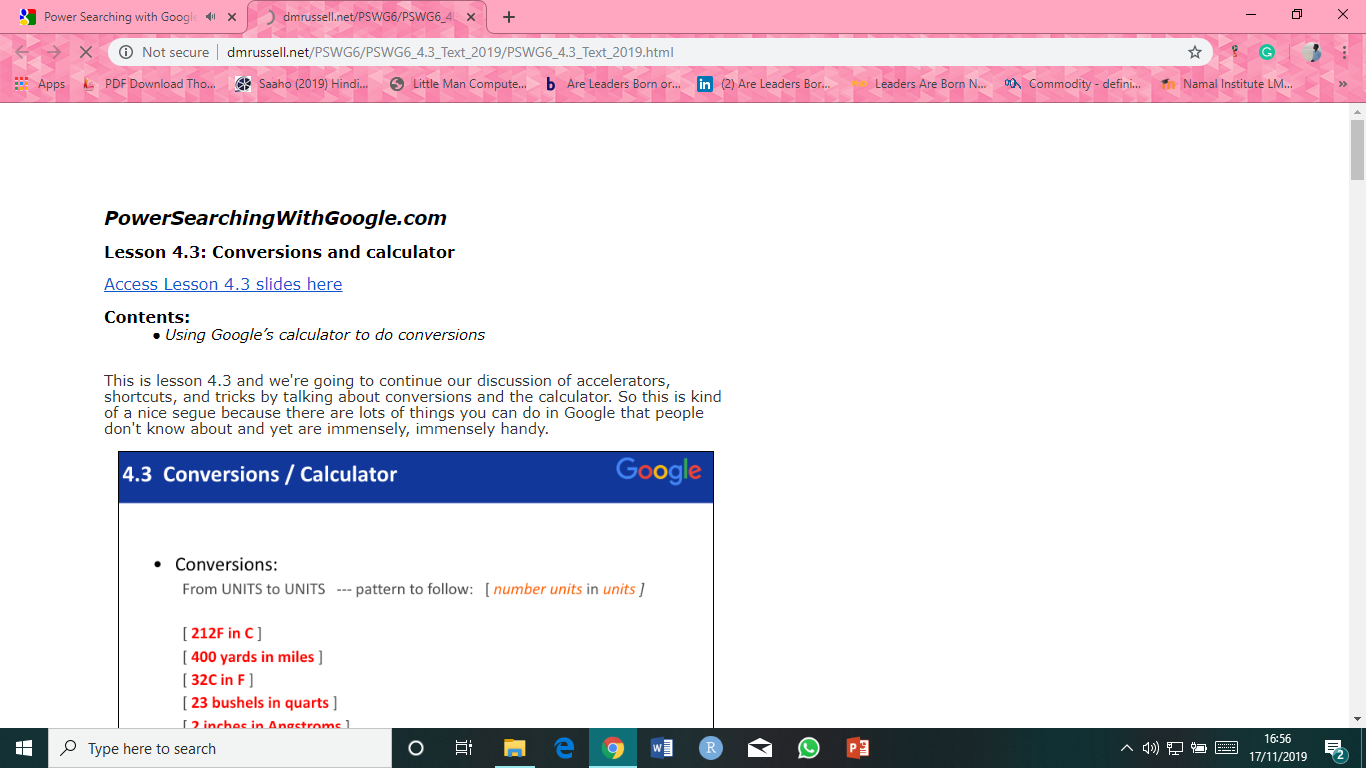 Power Searching with Googl
dmrussell.net/PSWG6/PSWG6_4
Not secure
dmrussell.net/PSWG6/PSWG6_4.3_Text_2019/PSWG6_4.3_Text_2019.html
Apps
PDF Download Tho...
Saaho (2019) Hindi...
Little Man Compute...
Are Leaders Born or...
(2) Are Leaders Bor...
Leaders Are Born N...
Commodity - defini...
Namal Institute LM...
»
PowerSearchingWithGoogle.com
Lesson 4.3: Conversions and calculator
Access Lesson 4.3 slides here
Contents:
• Using Google’s calculator to do conversions
This is lesson 4.3 and we're going to continue our discussion of accelerators,
shortcuts, and tricks by talking about conversions and the calculator. So this is kind
of a nice segue because there are lots of things you can do in Google that people
don't know about and yet are immensely, immensely handy.
4.3 Conversions / Calculator
Google
• Conversions:
From UNITS to UNITS --- pattern to follow: [ number units in units ]
[ 212F in C ]
[ 400 yards in miles ]
[ 32C in F ]
[ 23 bushels in quarts ]
[ 2 inches in Angstroms ]
Type here to search
16:56
17/11/2019
2